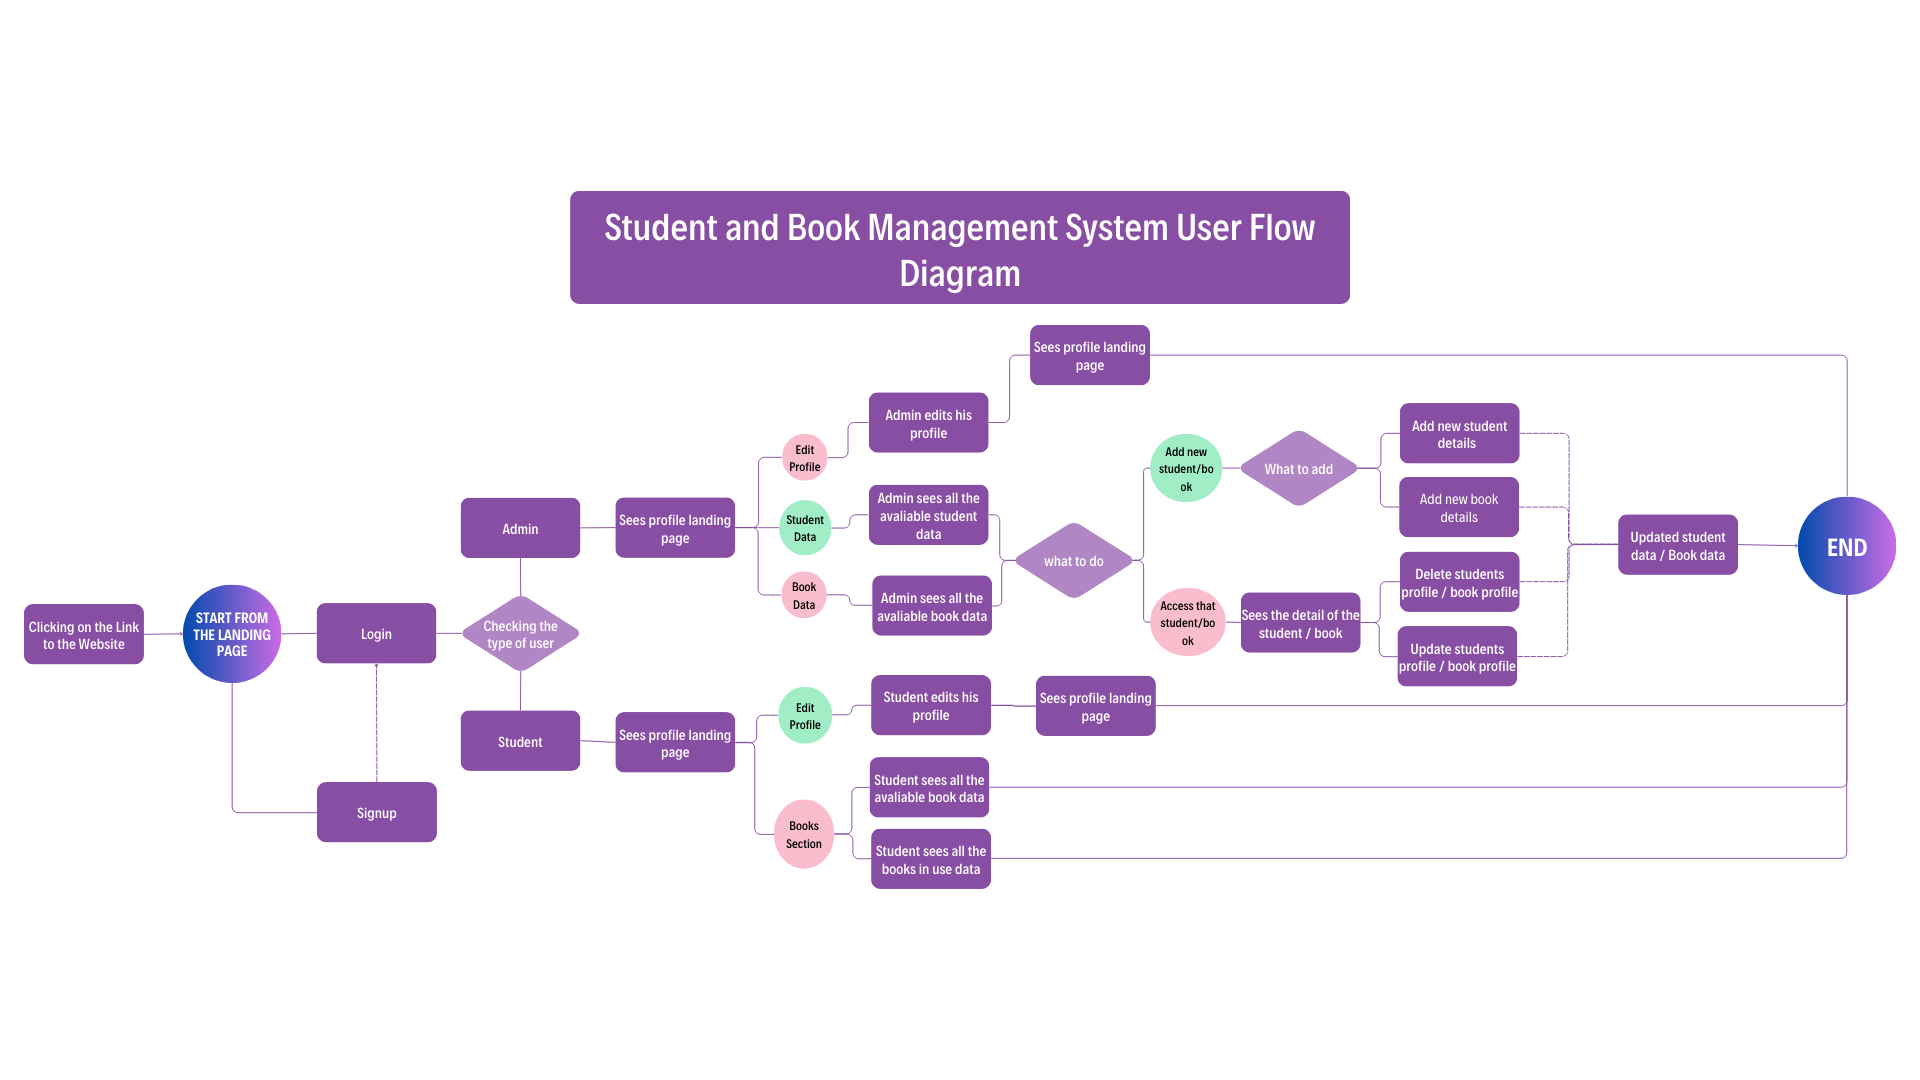 Student and Book Management System User Flow
Diagram
Clicking on the Link
to the Website
START FROM
THE LANDING
PAGE
Login
Signup
Checking the
type of user
Admin
Sees profile landing
page
Edit
Profile
Admin edits his
profile
Sees profile landing
page
Student
Data
Admin sees all the
avaliable student
data
Book
Data
Admin sees all the
avaliable book data
what to do
Add new
student/bo
ok
What to add
Add new student
details
Add new book
details
Access that
student/bo
ok
Sees the detail of the
student / book
Delete students
profile / book profile
Update students
profile / book profile
Updated student
data / Book data
END
Student
Sees profile landing
page
Edit
Profile
Student edits his
profile
Sees profile landing
page
Books
Section
Student sees all the
avaliable book data
Student sees all the
books in use data